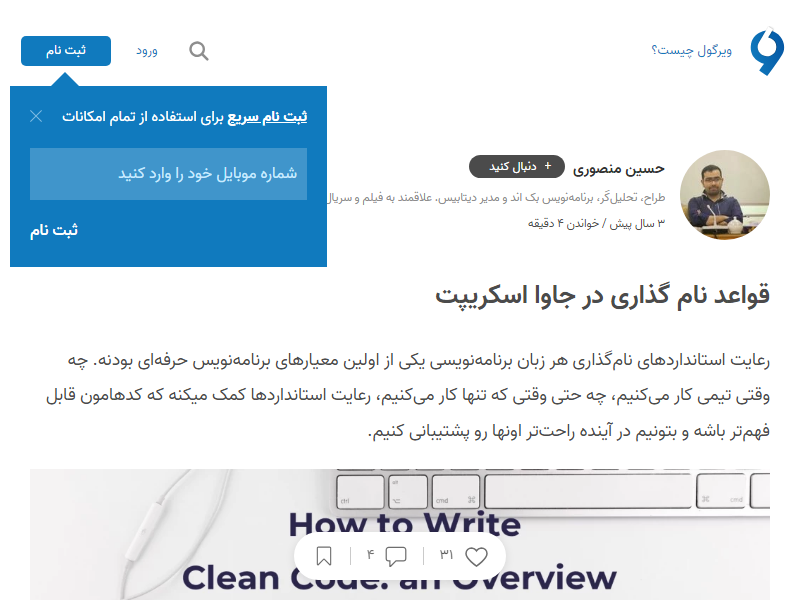 ویرگول چیست؟
ورود
ثبت نام
ثبت نام سریع برای استفاده از تمام امکانات
شماره موبایل خود را وارد کنید
ثبت نام
حسین منصوری
+ دنبال کنید
طراح، تحلیل‌گر، برنامه‌نویس بک اند و مدیر دیتابیس. علاقمند به فیلم و سریال
۳ سال پیش / خواندن ۴ دقیقه
قواعد نام گذاری در جاوا اسکریپت
رعایت استانداردهای نام‌گذاری هر زبان برنامه‌نویسی یکی از اولین معیارهای برنامه‌نویس حرفه‌ای بودنه. چه
وقتی تیمی کار می‌کنیم، چه حتی وقتی که تنها کار می‌کنیم، رعایت استانداردها کمک میکنه که کدهامون قابل
فهم‌تر باشه و بتونیم در آینده راحت‌تر اونها رو پشتیبانی کنیم.
ctrl
alt
cmd
cmd
How to Write
Clean Code: an Overview
۳۱
۴